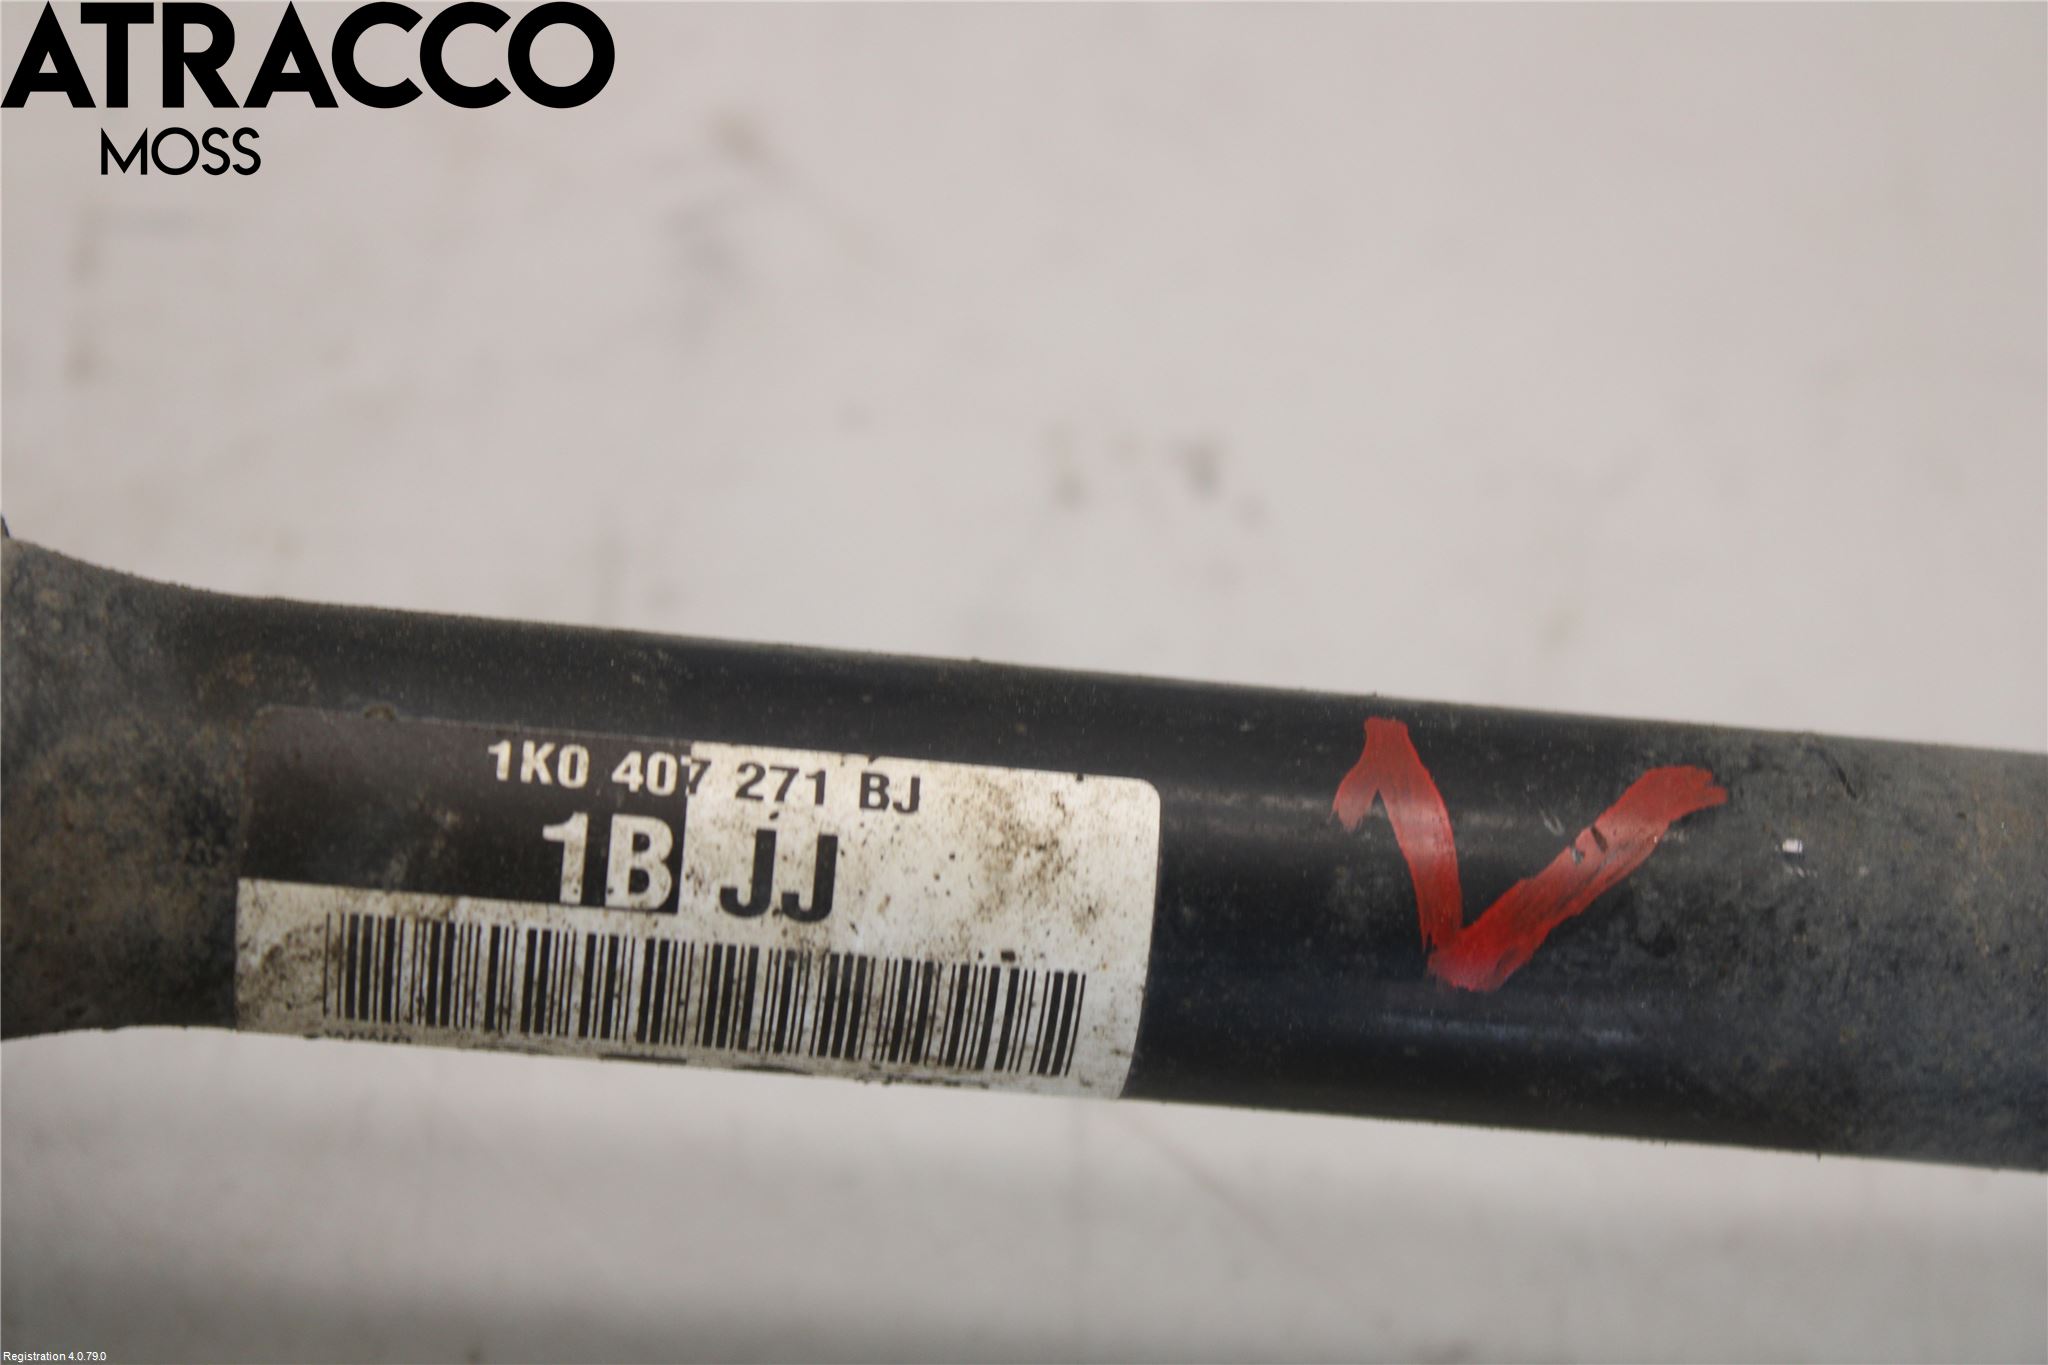 ATRACCO
MOSS
1K0 407 271 BJ
1B JJ
V
Registration 4.0.79.0